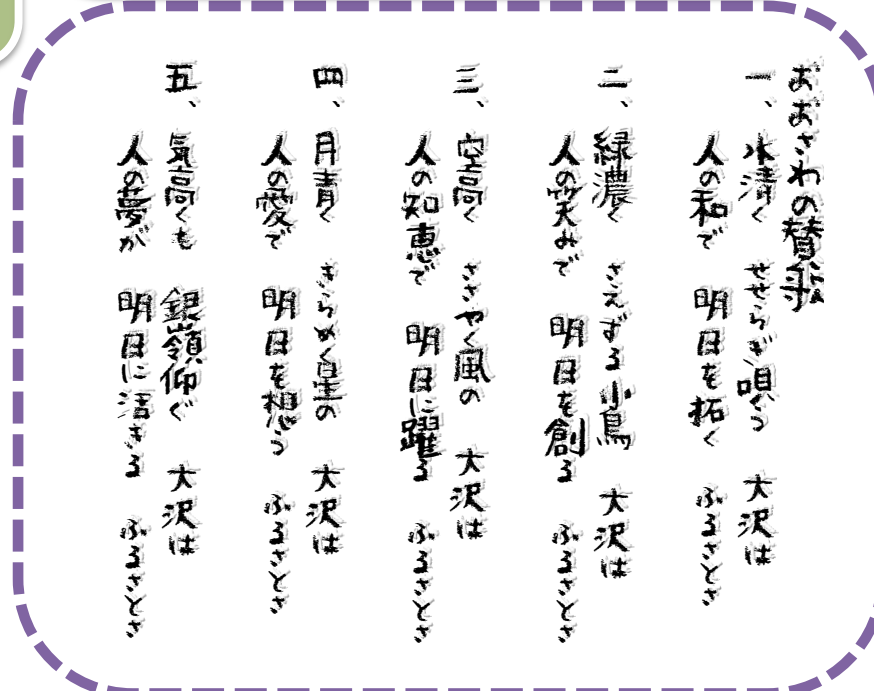 おおさわの賛歌
一、水清く　せせらぎ唄う　大沢は
人の和で　明日を拓く　ふるさとさ
二、緑濃く　さえずる小鳥　大沢は
人の笑みで　明日を創る　ふるさとさ
三、空高く　ささやく風の　大沢は
人の知恵で　明日に躍る　ふるさとさ
四、月青く　きらめく星の　大沢は
人の愛で　明日を想う　ふるさとさ
五、気高くも　銀嶺仰ぐ　大沢は
人の夢が　明日に活きる　ふるさとさ